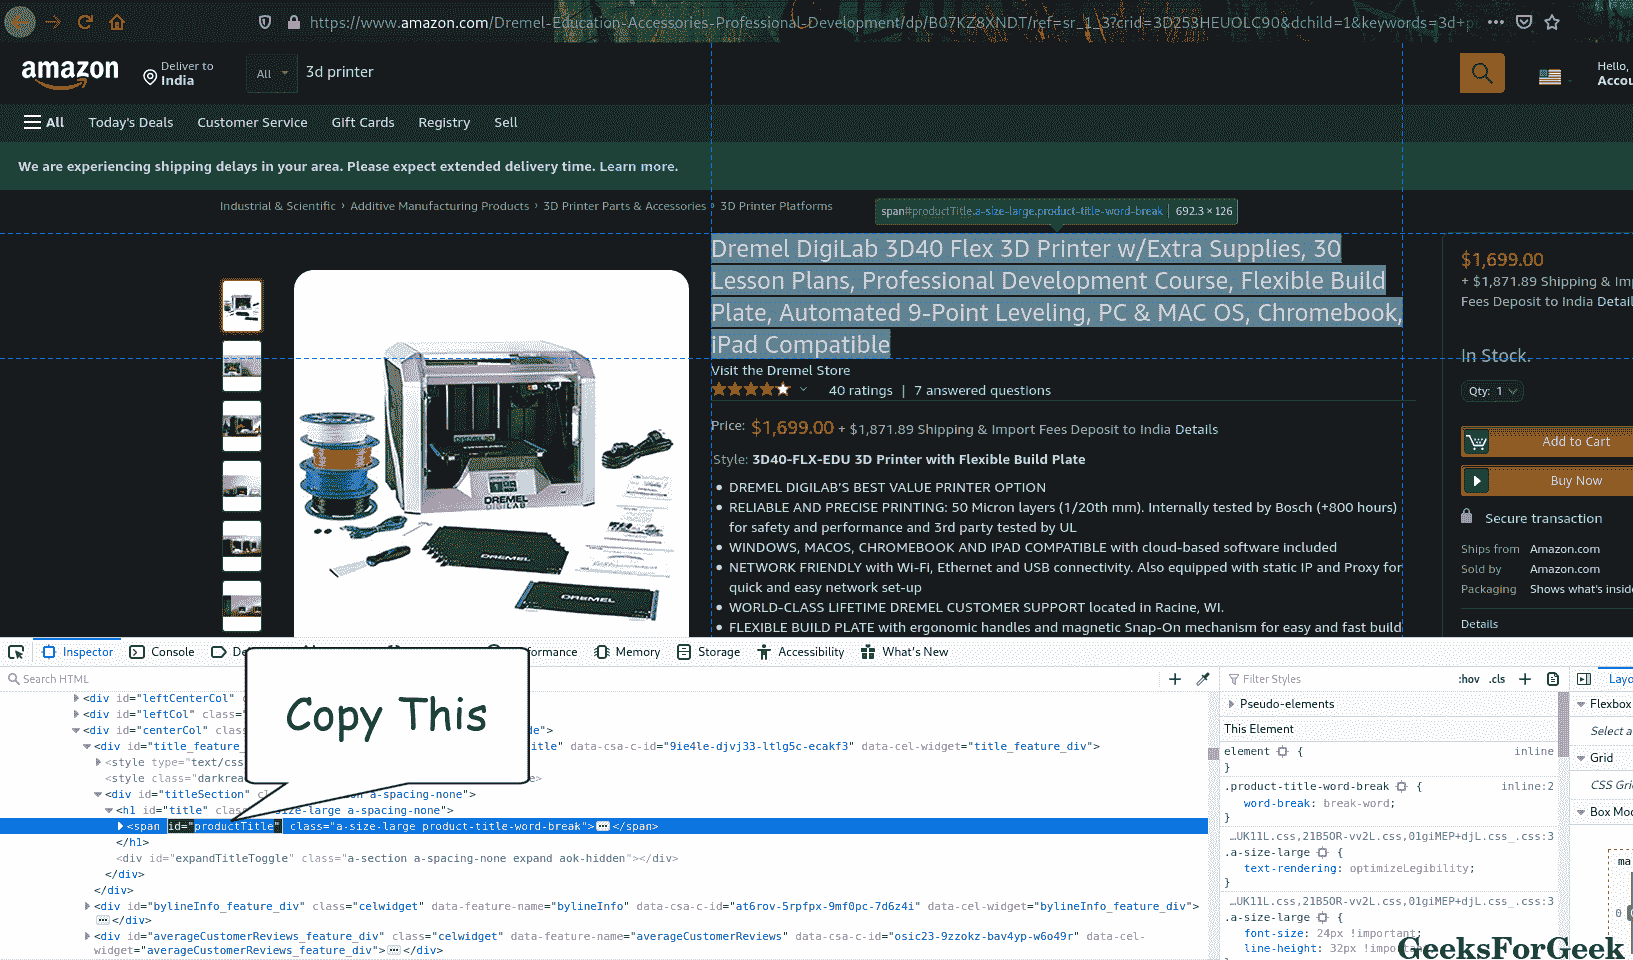 https://www.amazon.com/Dremel-Education-Accessories-Professional-Development/dp/B07KZ8XNDT/ref=sr_1_3?crid=3D253HEUOLC90&dchild=1&keywords=3d+
amazon
Deliver to
India
All
3d printer
Hello,
All Today's Deals Customer Service Gift Cards Registry Sell
We are experiencing shipping delays in your area. Please expect extended delivery time. Learn more.
Industrial & Scientific › Additive Manufacturing Products › 3D Printer Parts & Accessories › 3D Printer Platforms
span#productTitle.a-size-large.product-title-word-break | 692.3 × 126
Dremel DigiLab 3D40 Flex 3D Printer w/Extra Supplies, 30
Lesson Plans, Professional Development Course, Flexible Build
Plate, Automated 9-Point Leveling, PC & MAC OS, Chromebook,
iPad Compatible
Visit the Dremel Store
40 ratings | 7 answered questions
Price: $1,699.00 + $1,871.89 Shipping & Import Fees Deposit to India Details
Style: 3D40-FLX-EDU 3D Printer with Flexible Build Plate
• DREMEL DIGILAB'S BEST VALUE PRINTER OPTION
• RELIABLE AND PRECISE PRINTING: 50 Micron layers (1/20th mm). Internally tested by Bosch (+800 hours)
for safety and performance and 3rd party tested by UL
• WINDOWS, MACOS, CHROMEBOOK AND IPAD COMPATIBLE with cloud-based software included
• NETWORK FRIENDLY with Wi-Fi, Ethernet and USB connectivity. Also equipped with static IP and Proxy for
quick and easy network set-up
• WORLD-CLASS LIFETIME DREMEL CUSTOMER SUPPORT located in Racine, WI.
• FLEXIBLE BUILD PLATE with ergonomic handles and magnetic Snap-On mechanism for easy and fast build
DREMEL
DIGILAB
DREMEL
DREMEL
$1,699.00
+ $1,871.89 Shipping &
Fees Deposit to India
In Stock.
Qty: 1
Add to Cart
Buy Now
Secure transaction
Ships from Amazon.com
Sold by Amazon.com
Packaging Shows what's
Details
Inspector Console Memory Storage Accessibility What's New
Search HTML
Copy This
<div id="leftCenterCol"
<div id="leftCol" class=
<div id="centerCol"
<div id="title_feature_ data-csa-c-id="9ie4le-djvj33-ltlg5c-ecakf3" data-cel-widget="title_feature_div">
<style type="text/css
<style class="darkrea
<div id="titleSection" a-spacing-none">
<h1 id="title" a-spacing-none">
<span id="productTitle" class="a-size-large product-title-word-break"> ⋯ </span>
</h1>
<div id="expandTitleToggle" class="a-section a-spacing-none expand aok-hidden"></div>
</div>
</div>
<div id="bylineInfo_feature_div" class="celwidget" data-feature-name="bylineInfo" data-csa-c-id="at6rov-5rpfpx-9mf0pc-7d6z4i" data-cel-widget="bylineInfo_feature_div">
⋯ </div>
<div id="averageCustomerReviews_feature_div" class="celwidget" data-feature-name="averageCustomerReviews" data-csa-c-id="osic23-9zzokz-bav4yp-w6o49r" data-cel-
widget="averageCustomerReviews_feature_div"> ⋯ </div>
Filter Styles :hov .cls +
Pseudo-elements
This Element
element { inline
}
.product-title-word-break { inline:2
word-break: break-word;
}
…UK11L.css,21B5OR-vv2L.css,01giMEP+djL.css_.css:3
.a-size-large {
text-rendering: optimizeLegibility;
}
…UK11L.css,21B5OR-vv2L.css,01giMEP+djL.css_.css:3
.a-size-large {
font-size: 24px !important;
line-height: 32px
Flexbox
Select a
Grid
CSS
Box
0
GeeksForGeek